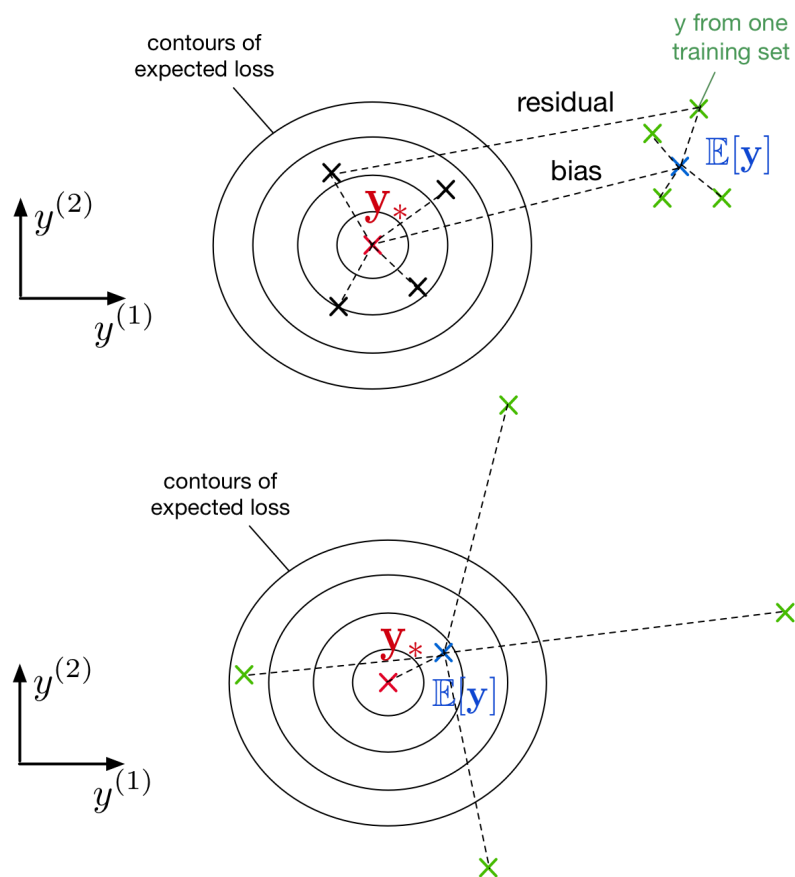 contours of
expected loss
y from one
training set
residual
𝔼[𝐲]
bias
𝐲∗
y⁽²⁾
y⁽¹⁾
contours of
expected loss
𝐲∗
𝔼[𝐲]
y⁽²⁾
y⁽¹⁾